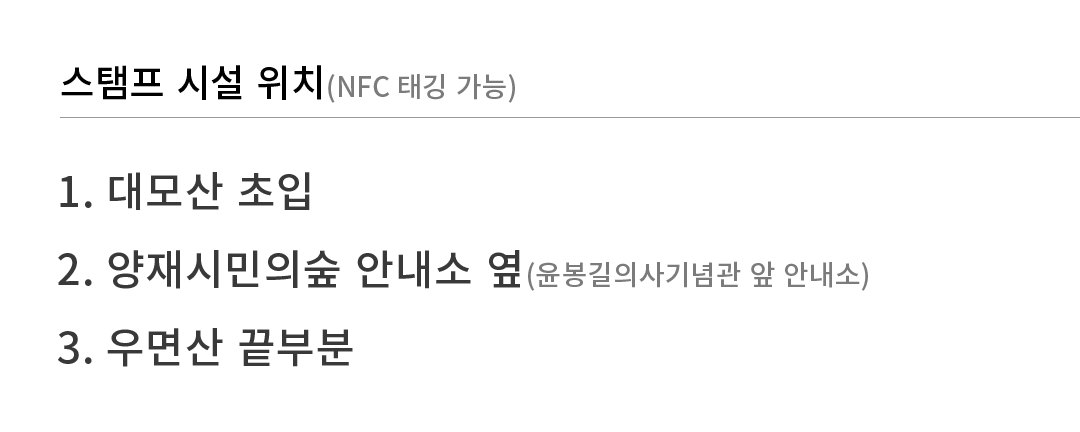 스탬프 시설 위치(NFC 태깅 가능)
1. 대모산 초입
2. 양재시민의숲 안내소 옆(윤봉길의사기념관 앞 안내소)
3. 우면산 끝부분